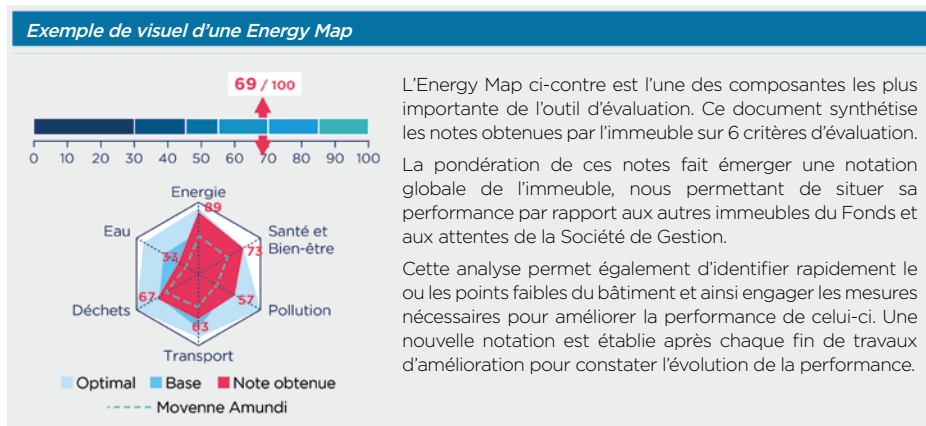 Exemple de visuel d'une Energy Map
69 / 100
0 10 20 30 40 50 60 70 80 90 100
Energie
89
Eau
Santé et
Bien-être
33
73
67
57
Déchets
Pollution
63
Transport
Optimal Base Note obtenue
Moyenne Amundi
L'Energy Map ci-contre est l'une des composantes les plus
importante de l'outil d'évaluation. Ce document synthétise
les notes obtenues par l'immeuble sur 6 critères d'évaluation.
La pondération de ces notes fait émerger une notation
globale de l'immeuble, nous permettant de situer sa
performance par rapport aux autres immeubles du Fonds et
aux attentes de la Société de Gestion.
Cette analyse permet également d'identifier rapidement le
ou les points faibles du bâtiment et ainsi engager les mesures
nécessaires pour améliorer la performance de celui-ci. Une
nouvelle notation est établie après chaque fin de travaux
d'amélioration pour constater l'évolution de la performance.